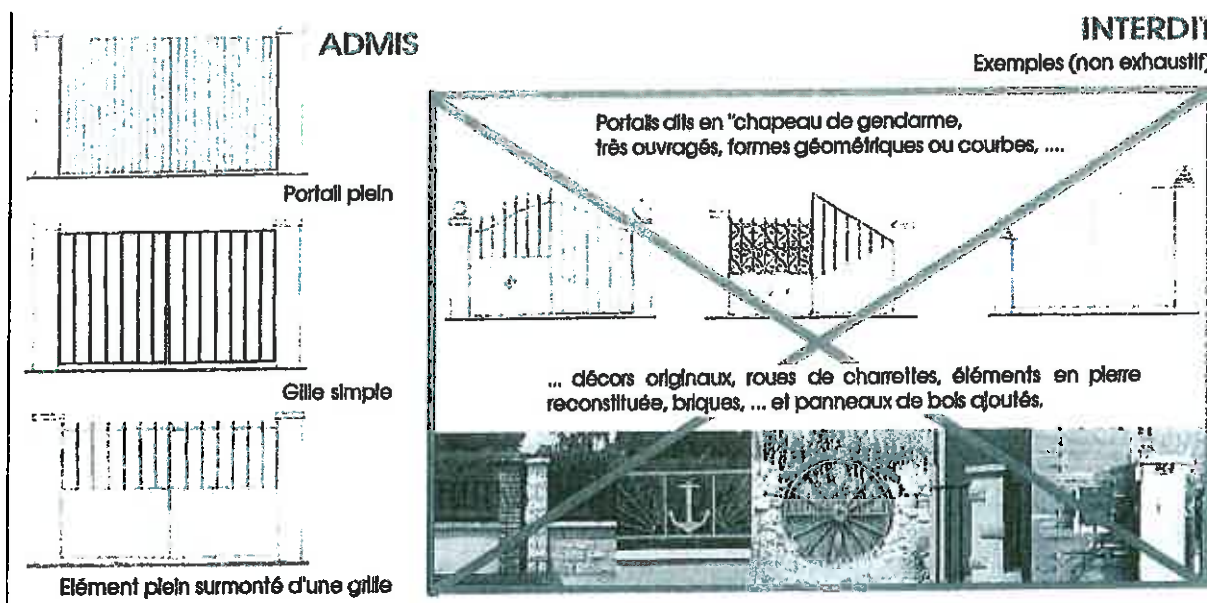 ADMIS
Portail plein
Gille simple
Elément plein surmonté d'une grille
INTERDIT
Exemples (non exhaustif)
Portails dits en "chapeau de gendarme,
très ouvragés, formes géométriques ou courbes, ....
... décors originaux, roues de charrettes, éléments en pierre
reconstituée, briques, ... et panneaux de bois ajoutés.